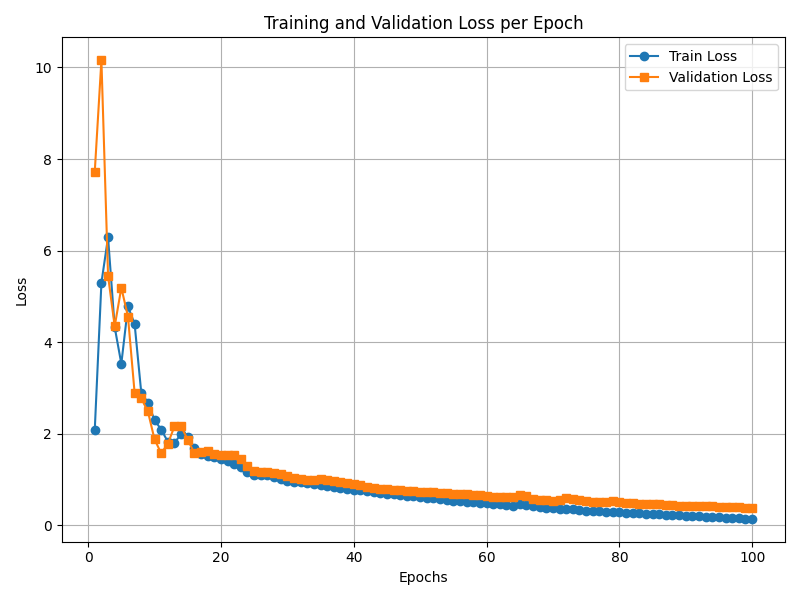 Training and Validation Loss per Epoch
Train Loss
Validation Loss
10
8
6
4
2
0
Loss
0 20 40 60 80 100
Epochs